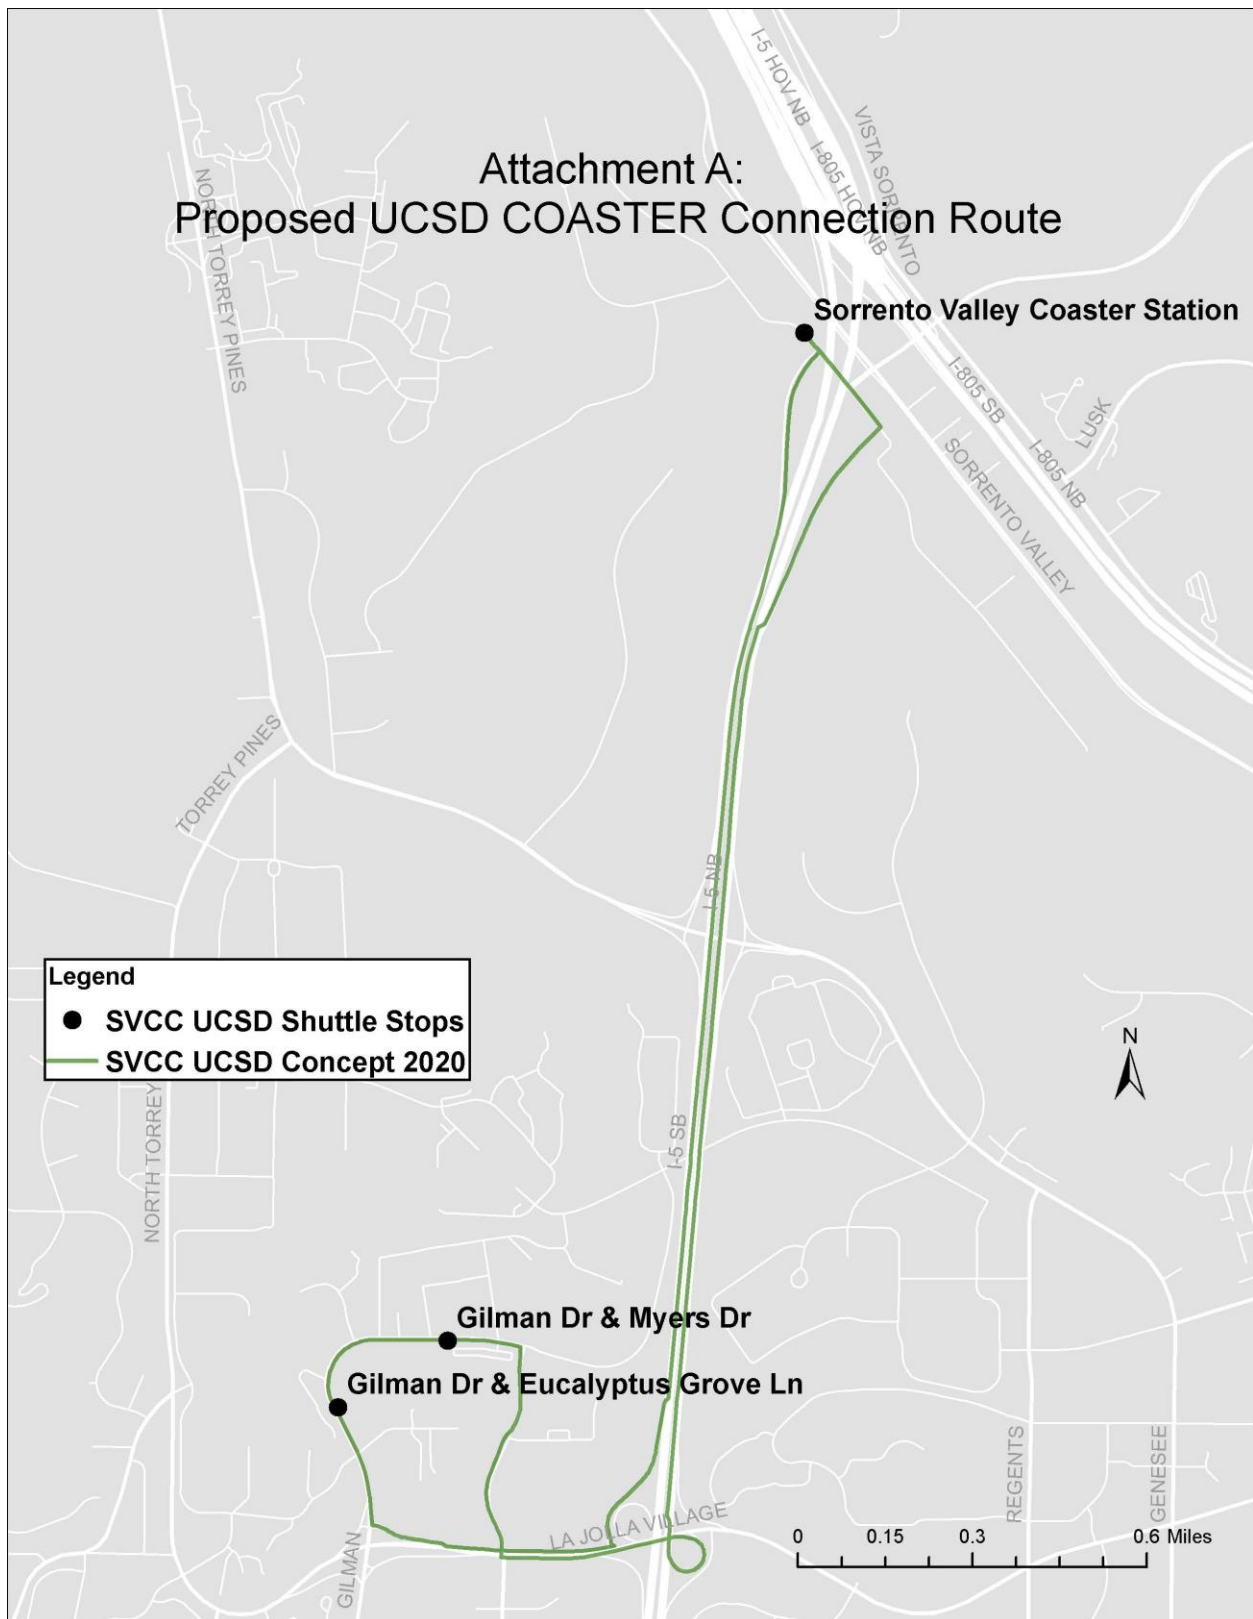 I-5 HOV NB
I-805 HOV NB
VISTA SORRENTO
NORTH TORREY PINES
Attachment A:
Proposed UCSD COASTER Connection Route
Sorrento Valley Coaster Station
I-805 SB
LUSK
I-805 NB
SORRENTO VALLEY
TORREY PINES
I-5 NB
Legend
SVCC UCSD Shuttle Stops
SVCC UCSD Concept 2020
N
NORTH TORREY
I-5 SB
Gilman Dr & Myers Dr
Gilman Dr & Eucalyptus Grove Ln
REGENTS
GENESEE
LA JOLLA VILLAGE
GILMAN
0 0.15 0.3 0.6 Miles